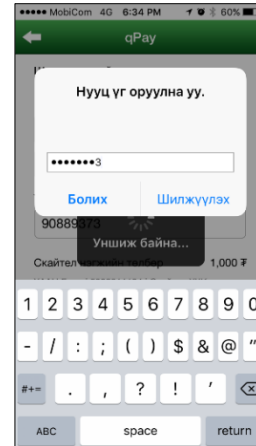 MobiCom 4G 6:34 PM 60%
qPay
Нууц үг оруулна уу.
•••••••3
Болих Шилжүүлэх
90889373
Уншиж байна...
Скайтел нэгжийн төлбөр 1,000 ₮
1 2 3 4 5 6 7 8 9 0
- / : ; ( ) $ & @ "
#+= . , ? ! '
ABC space return